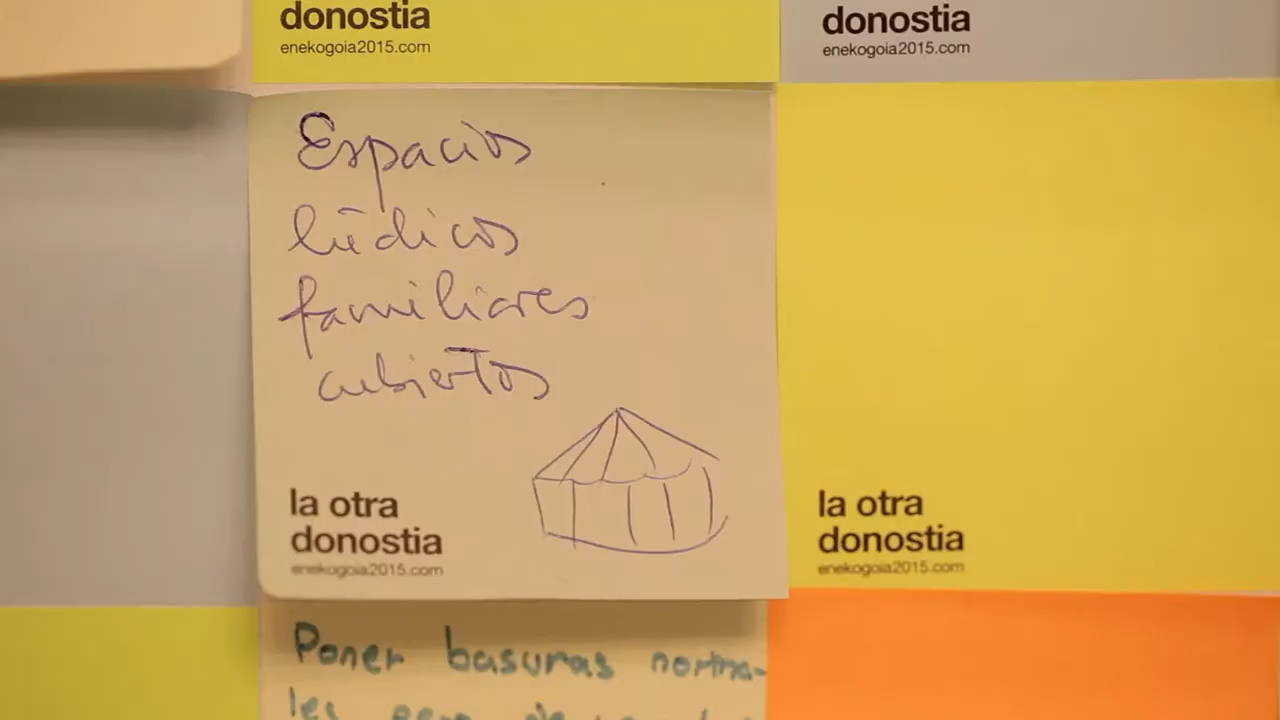 donostia
enekogoia2015.com
donostia
enekogoia2015.com
Espacios
lúdicos
familiares
cubiertos
la otra
donostia
enekogoia2015.com
la otra
donostia
enekogoia2015.com
Poner basuras norma-
les